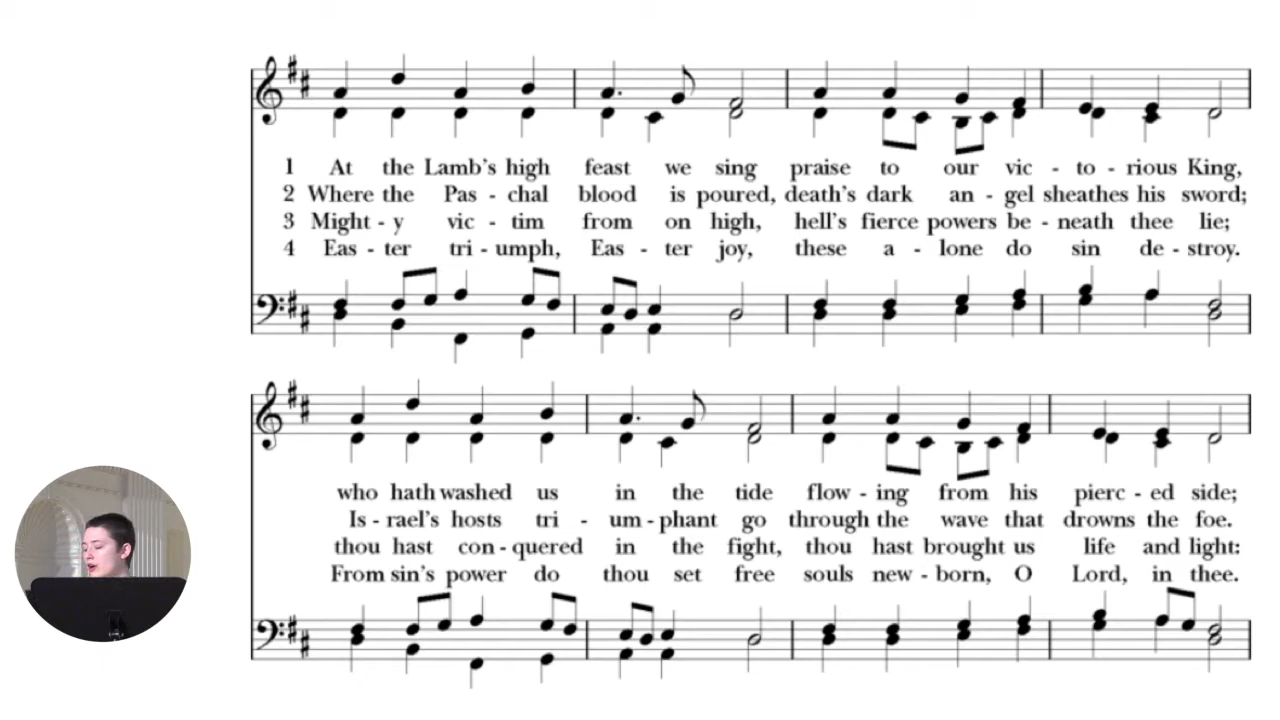 1 At the Lamb's high feast we sing praise to our vic - to - rious King,
2 Where the Pas - chal blood is poured, death's dark an - gel sheathes his sword;
3 Might - y vic - tim from on high, hell's fierce powers be - neath thee lie;
4 Eas - ter tri - umph, Eas - ter joy, these a - lone do sin de - stroy.
who hath washed us in the tide flow - ing from his pierc - ed side;
Is - rael's hosts tri - um - phant go through the wave that drowns the foe.
thou hast con - quered in the fight, thou hast brought us life and light:
From sin's power do thou set free souls new - born, O Lord, in thee.